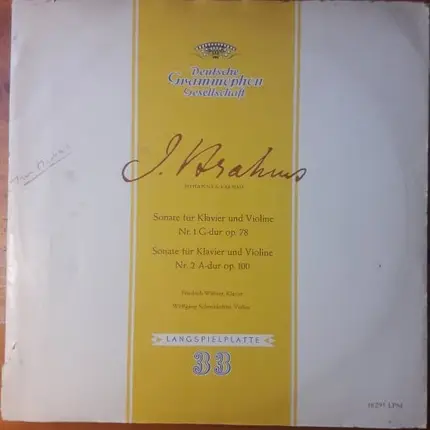 Deutsche
Grammophon
Gesellschaft
J. Brahms
JOHANNES BRAHMS
Sonate für Klavier und Violine
Nr. 1 G-dur op. 78
Sonate für Klavier und Violine
Nr. 2 A-dur op. 100
Friedrich Wührer, Klavier
Wolfgang Schneiderhan, Violine
LANGSPIELPLATTE
33
LPM